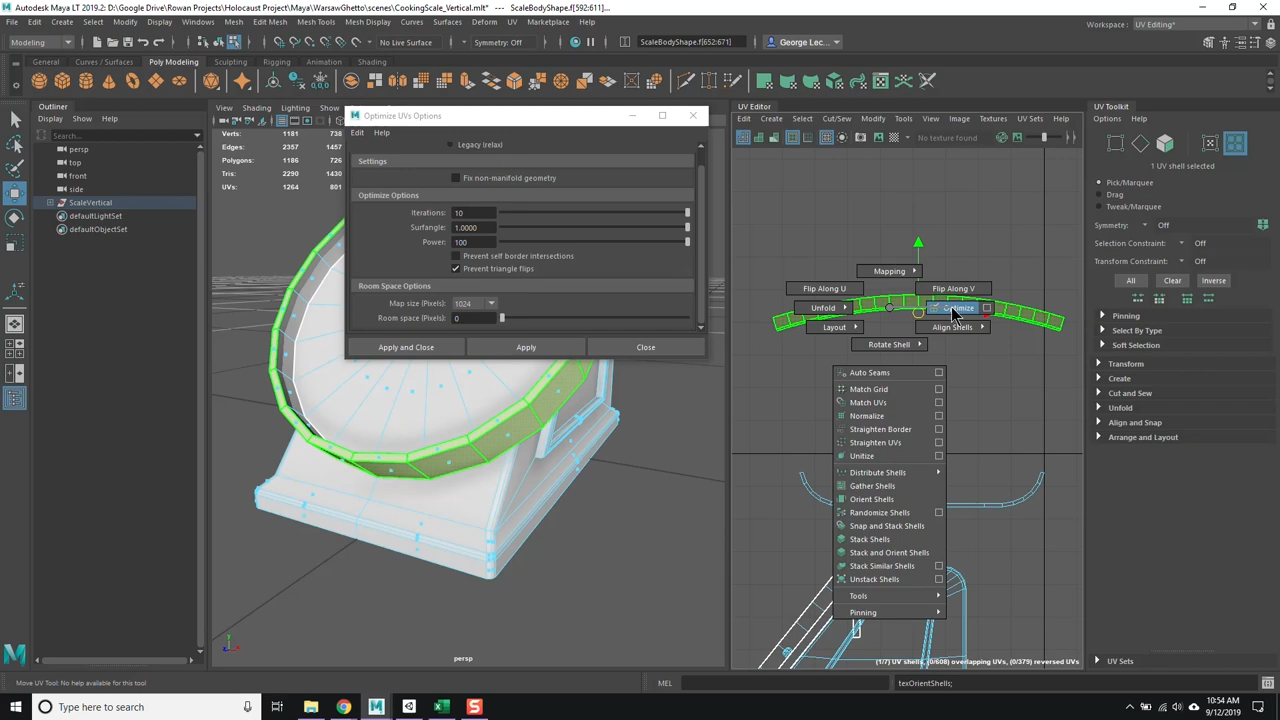 Autodesk Maya LT 2019.2: D:\Google Drive\Rowan Projects\Holocaust Project\Maya\WarsawGhetto\scenes\CookingScale_Vertical.mlt* --- ScaleBodyShape.f[592:611]...
File Edit Create Select Modify Display Windows Mesh Edit Mesh Mesh Tools Mesh Display Curves Surfaces Deform UV Marketplace Help
Workspace : UV Editing*
Modeling No Live Surface Symmetry: Off ScaleBodyShape.f[652:671] George Lec...
General Curves / Surfaces Poly Modeling Sculpting Rigging Animation Shading
Outliner
Display Show Help
Search...
persp
top
front
side
ScaleVertical
defaultLightSet
defaultObjectSet
View Shading Lighting Show
Verts: 1181 738
Edges: 2357 1457
Polygons: 1186 726
Tris: 2290 1430
UVs: 1264 801
persp
Optimize UVs Options
Edit Help
Legacy (relax)
Settings
Fix non-manifold geometry
Optimize Options
Iterations: 10
Surfangle: 1.0000
Power: 100
Prevent self border intersections
Prevent triangle flips
Room Space Options
Map size (Pixels): 1024
Room space (Pixels): 0
Apply and Close Apply Close
UV Editor
Edit Create Select Cut/Sew Modify Tools View Image Textures UV Sets Help
No texture found
Mapping
Flip Along U Flip Along V
Unfold Optimize
Layout Align Shells
Rotate Shell
Auto Seams
Match Grid
Match UVs
Normalize
Straighten Border
Straighten UVs
Unitize
Distribute Shells
Gather Shells
Orient Shells
Randomize Shells
Snap and Stack Shells
Stack Shells
Stack and Orient Shells
Stack Similar Shells
Unstack Shells
Tools
Pinning
(1/7) UV shells, (0/608) overlapping UVs, (0/379) reversed UVs
UV Toolkit
Options Help
1 UV shell selected
Pick/Marquee
Drag
Tweak/Marquee
Symmetry: Off
Selection Constraint: Off
Transform Constraint: Off
All Clear Inverse
Pinning
Select By Type
Soft Selection
Transform
Create
Cut and Sew
Unfold
Align and Snap
Arrange and Layout
UV Sets
Move UV Tool: No help available for this tool
MEL texOrientShells;
Type here to search
10:54 AM
9/12/2019